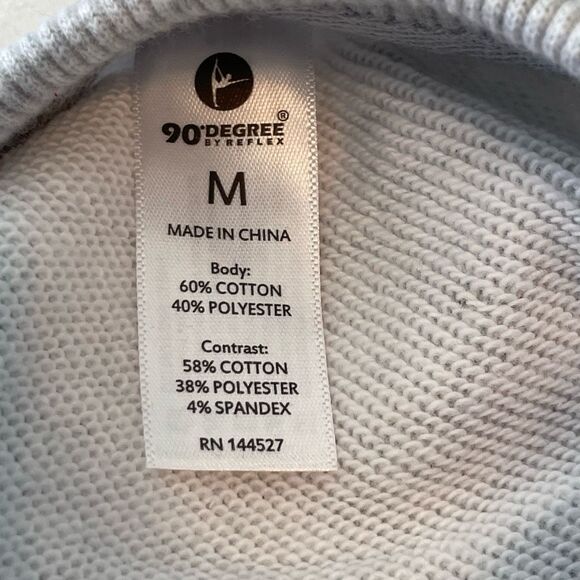 90°DEGREE®
BY REFLEX
M
MADE IN CHINA
Body:
60% COTTON
40% POLYESTER
Contrast:
58% COTTON
38% POLYESTER
4% SPANDEX
RN 144527